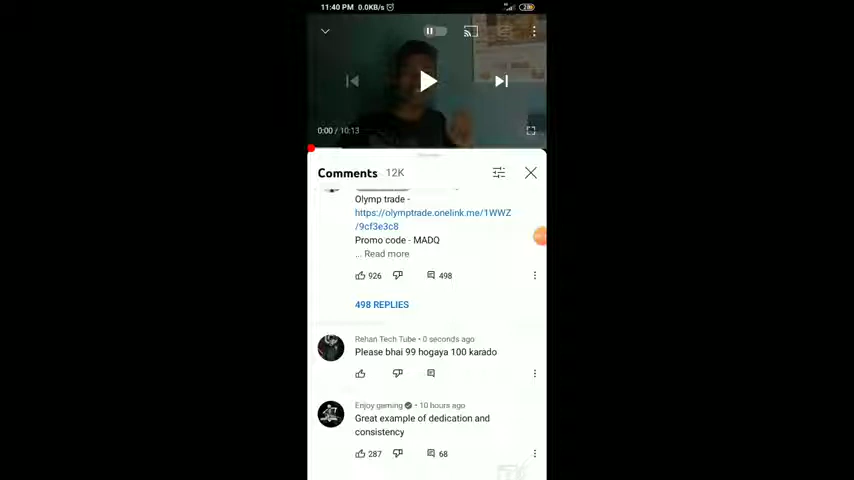 11:40 PM 0.0KB/s
0:00 / 10:13
Comments 12K
Olymp trade -
https://olymptrade.onelink.me/1WWZ
/9cf3e3c8
Promo code - MADQ
... Read more
926 498
498 REPLIES
Rehan Tech Tube • 0 seconds ago
Please bhai 99 hogaya 100 karado
Enjoy gaming • 10 hours ago
Great example of dedication and
consistency
287 68